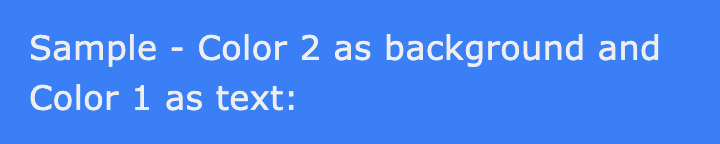 Sample - Color 2 as background and
Color 1 as text: